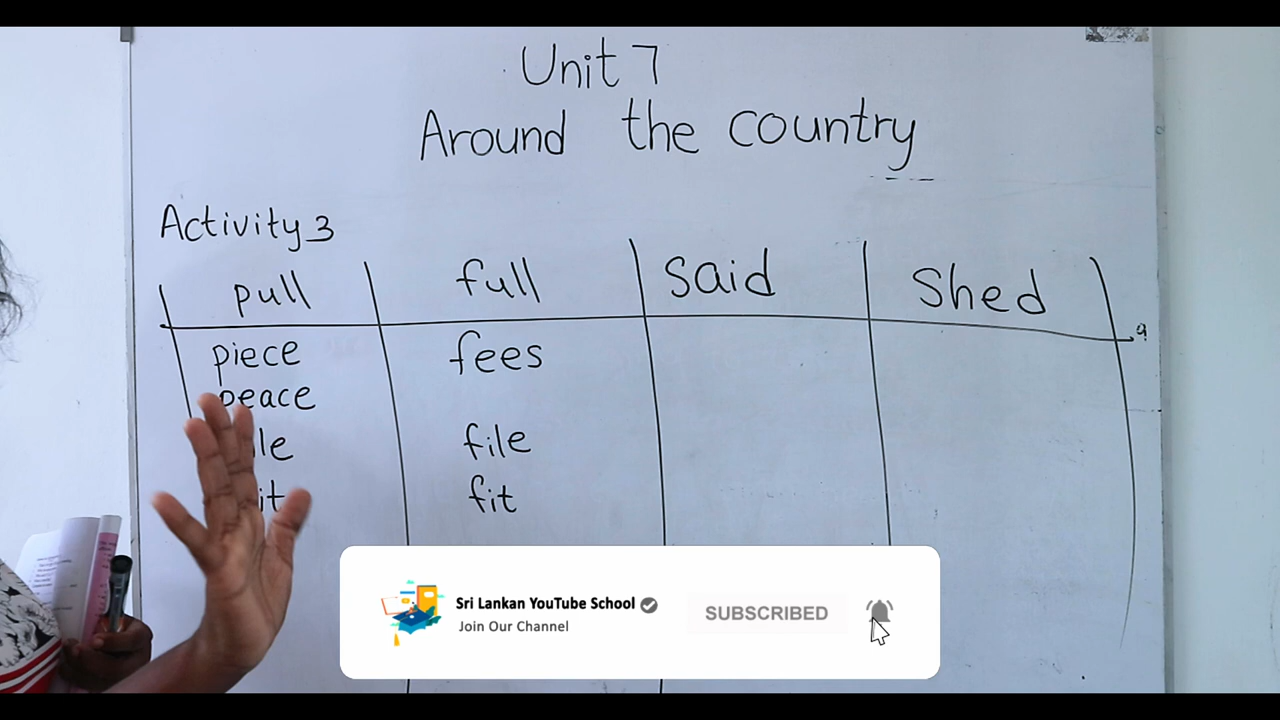 Unit 7
Around the country
Activity 3
pull full Said Shed
piece fees
peace
file
fit
Sri Lankan YouTube School
SUBSCRIBED
Join Our Channel